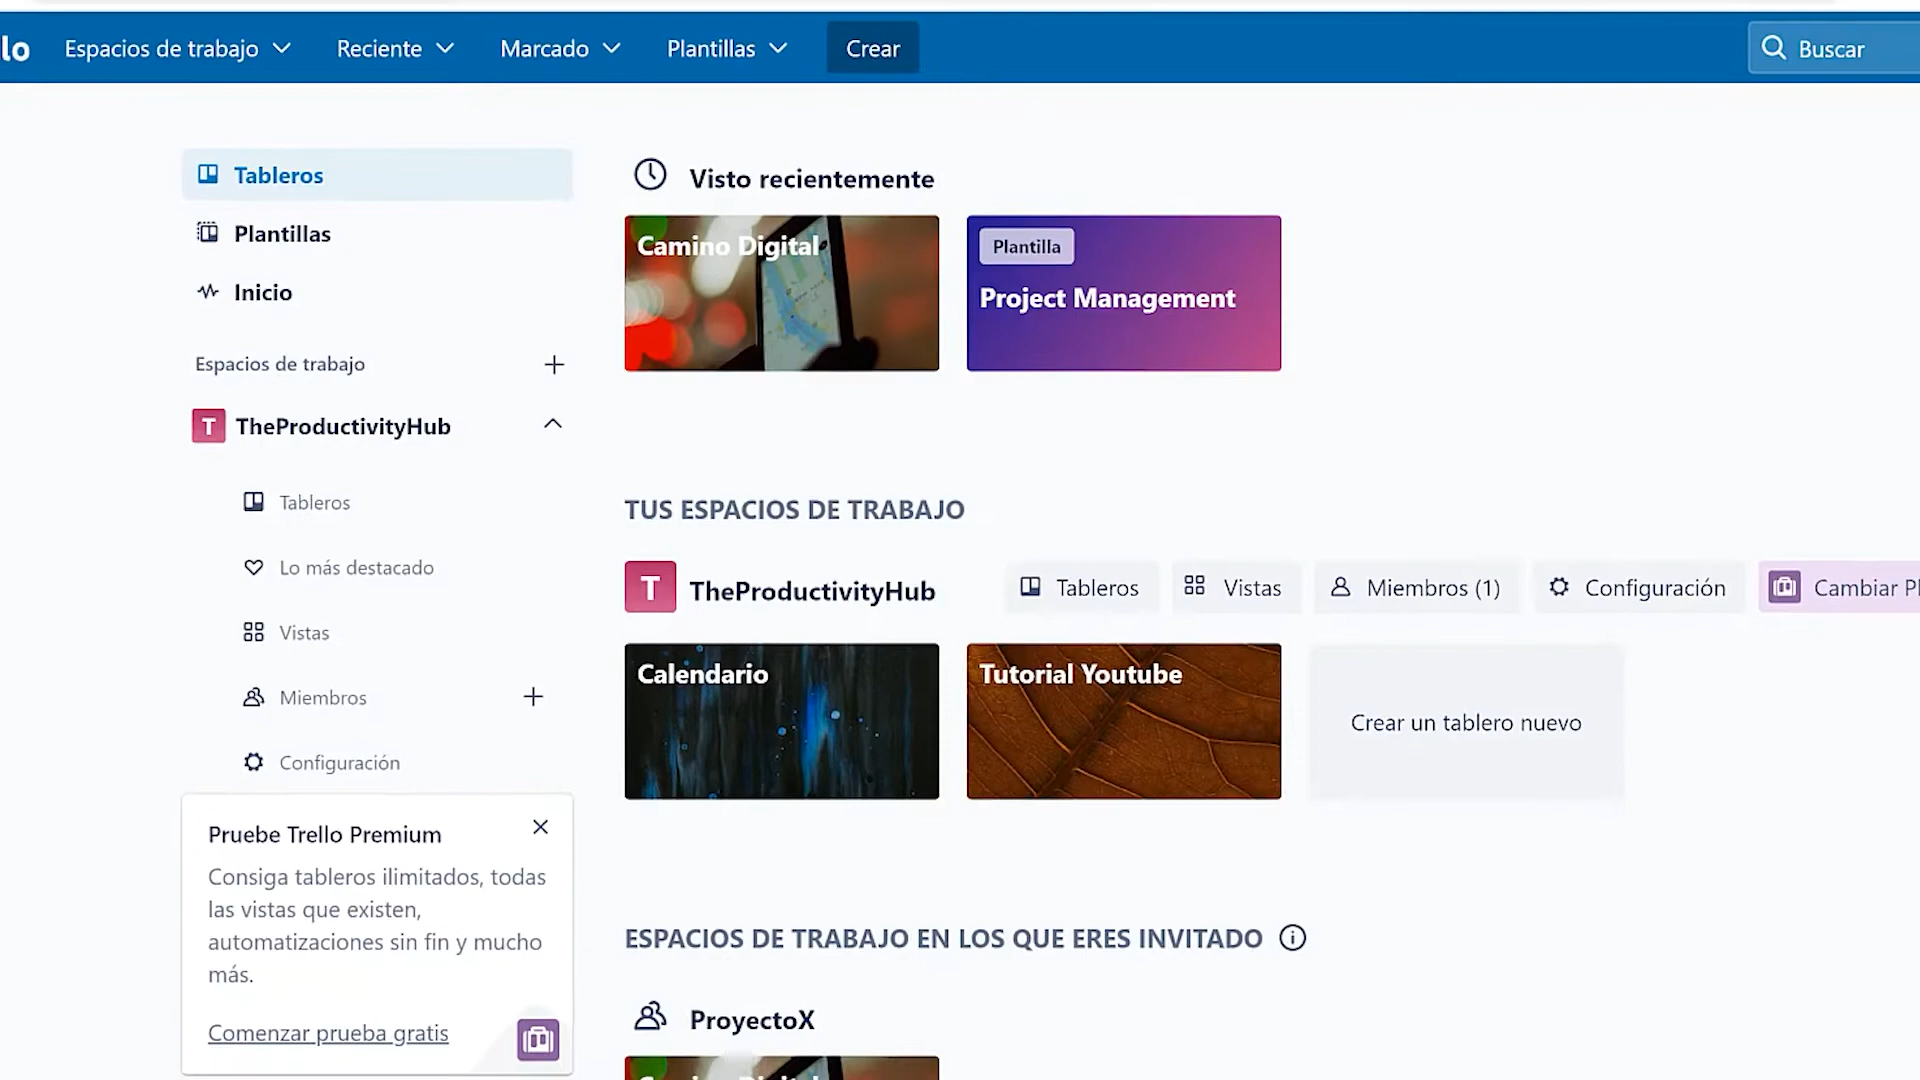 lo
Espacios de trabajo
Reciente
Marcado
Plantillas
Crear
Buscar
Tableros
Plantillas
Inicio
Espacios de trabajo
T TheProductivityHub
Tableros
Lo más destacado
Vistas
Miembros
Configuración
Pruebe Trello Premium
Consiga tableros ilimitados, todas
las vistas que existen,
automatizaciones sin fin y mucho
más.
Comenzar prueba gratis
Visto recientemente
Camino Digital
Plantilla
Project Management
TUS ESPACIOS DE TRABAJO
T TheProductivityHub
Tableros
Vistas
Miembros (1)
Configuración
Cambiar
Calendario
Tutorial Youtube
Crear un tablero nuevo
ESPACIOS DE TRABAJO EN LOS QUE ERES INVITADO
ProyectoX
Camino Digital